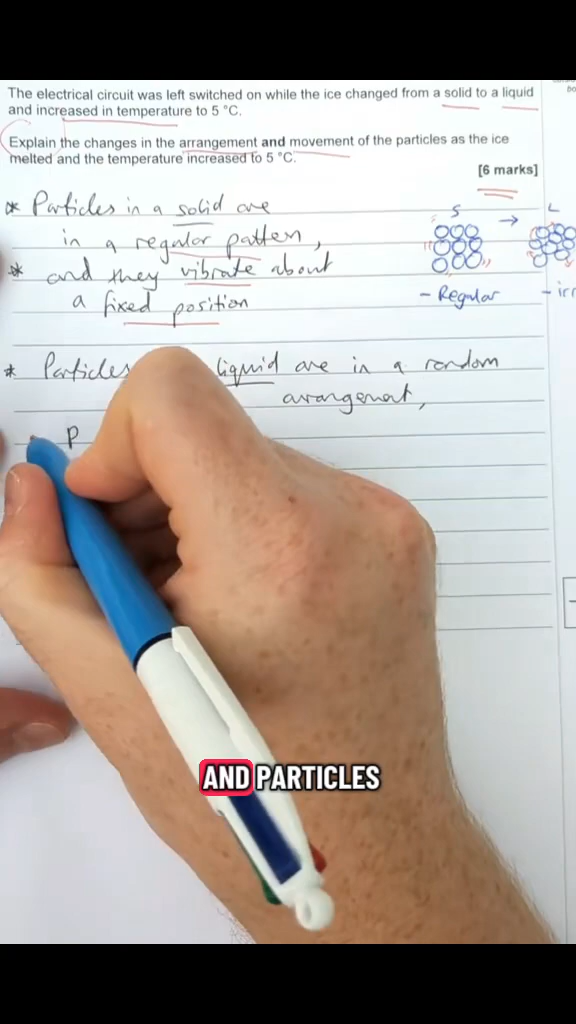 The electrical circuit was left switched on while the ice changed from a solid to a liquid
and increased in temperature to 5 °C.
Explain the changes in the arrangement and movement of the particles as the ice
melted and the temperature increased to 5 °C.
[6 marks]
* Particles in a solid are
in a regular patten,
* and they vibrate about
a fixed position
S → L
- Regular
- irr
* Particles liquid are in a random
arangement,
P
AND PARTICLES